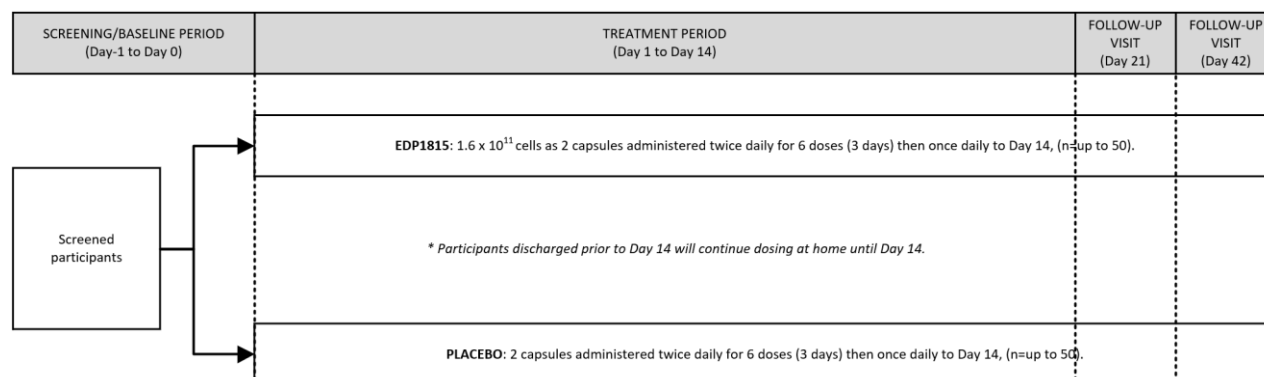 SCREENING/BASELINE PERIOD
(Day-1 to Day 0)
TREATMENT PERIOD
(Day 1 to Day 14)
FOLLOW-UP
VISIT
(Day 21)
FOLLOW-UP
VISIT
(Day 42)
EDP1815: 1.6 x 10¹¹ cells as 2 capsules administered twice daily for 6 doses (3 days) then once daily to Day 14, (n=up to 50).
Screened
participants
* Participants discharged prior to Day 14 will continue dosing at home until Day 14.
PLACEBO: 2 capsules administered twice daily for 6 doses (3 days) then once daily to Day 14, (n=up to 50).